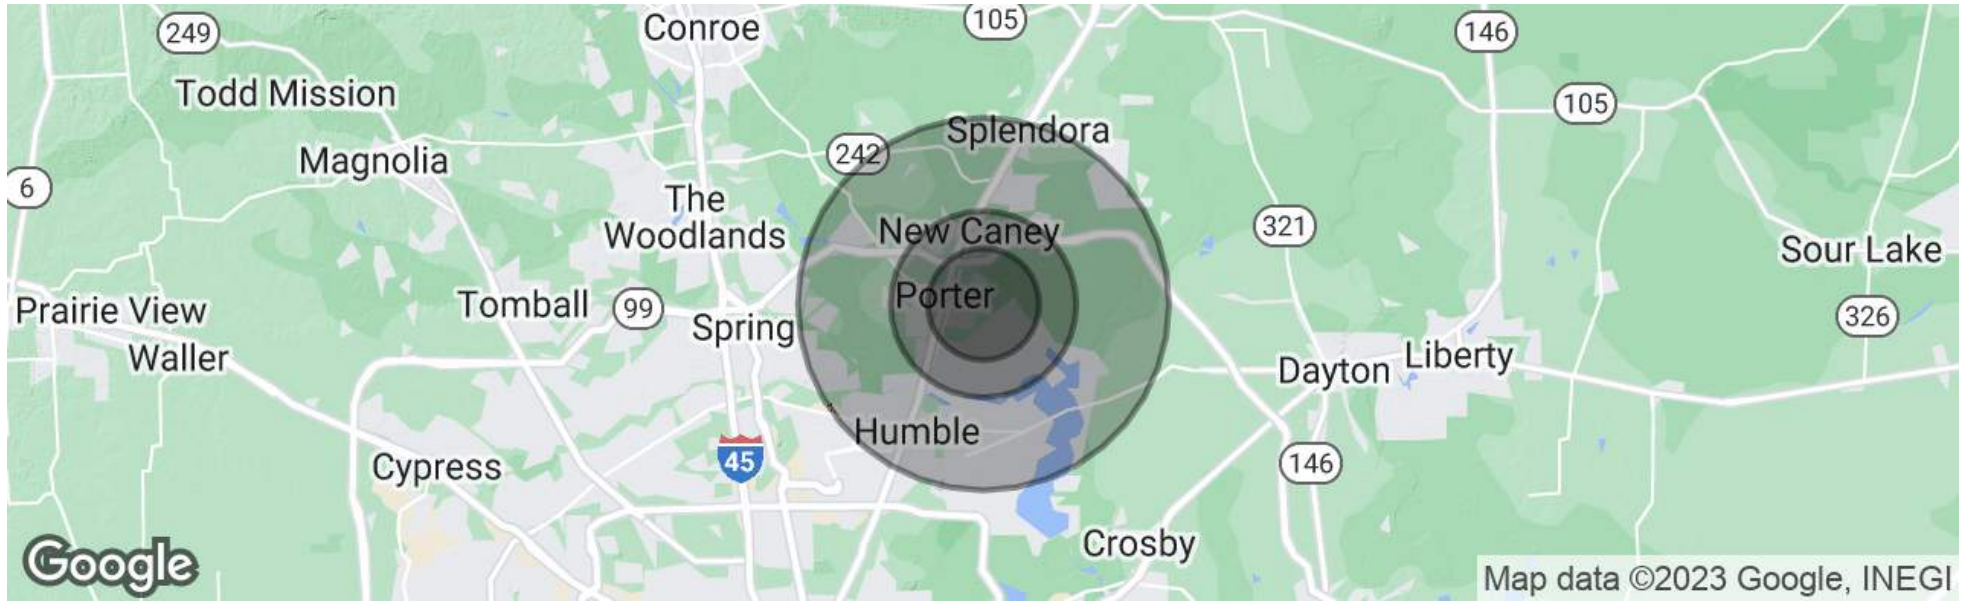 249
Conroe
105
146
Todd Mission
105
Splendora
Magnolia
242
6
The
Woodlands
New Caney
321
Sour Lake
Prairie View
Tomball
99
Porter
326
Spring
Waller
Dayton
Liberty
Humble
Cypress
45
146
Crosby
Google
Map data ©2023 Google, INEGI